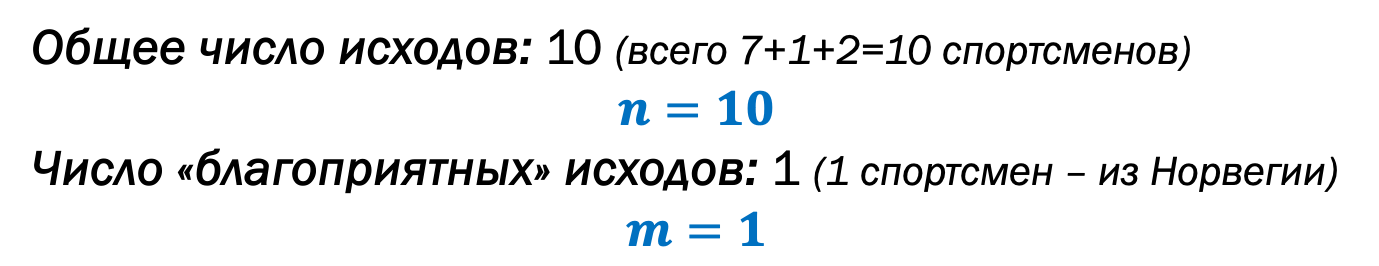 Общее число исходов: 10 (всего 7+1+2=10 спортсменов)
n = 10
Число «благоприятных» исходов: 1 (1 спортсмен – из Норвегии)
m = 1